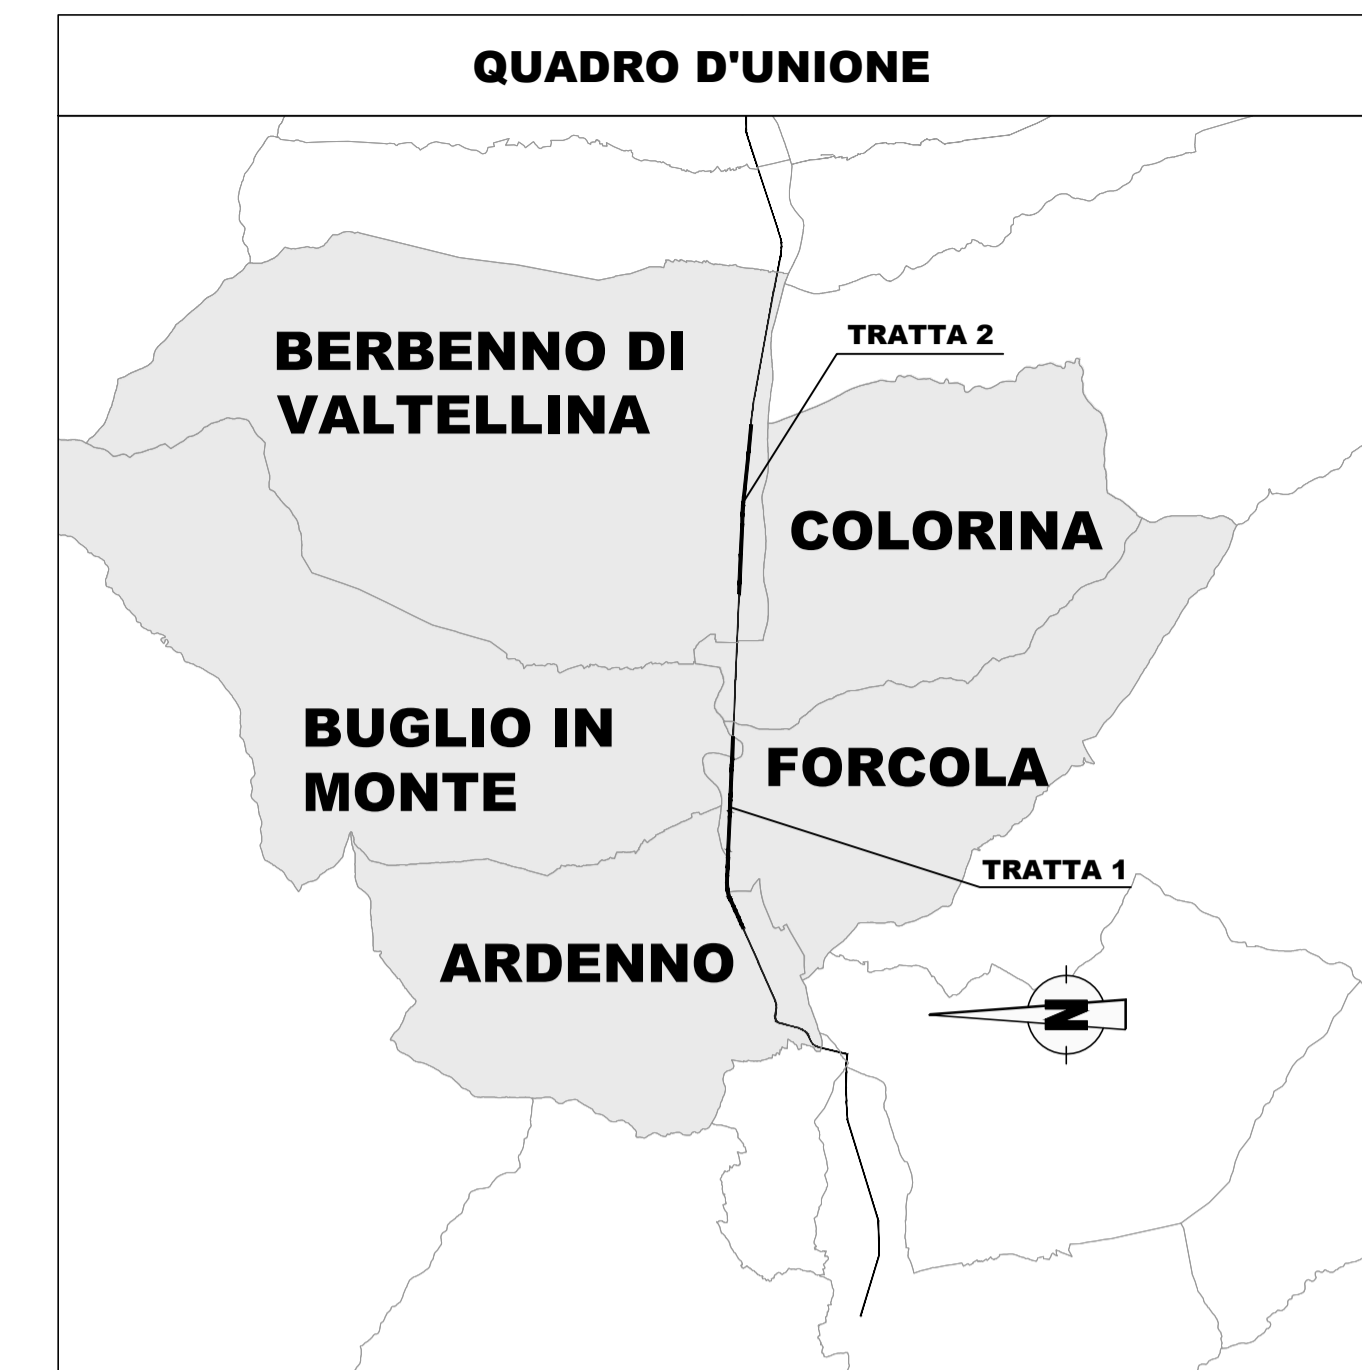 QUADRO D'UNIONE
TRATTA 2
BERBENNO DI
VALTELLINA
COLORINA
BUGLIO IN
MONTE
FORCOLA
TRATTA 1
ARDENNO
N